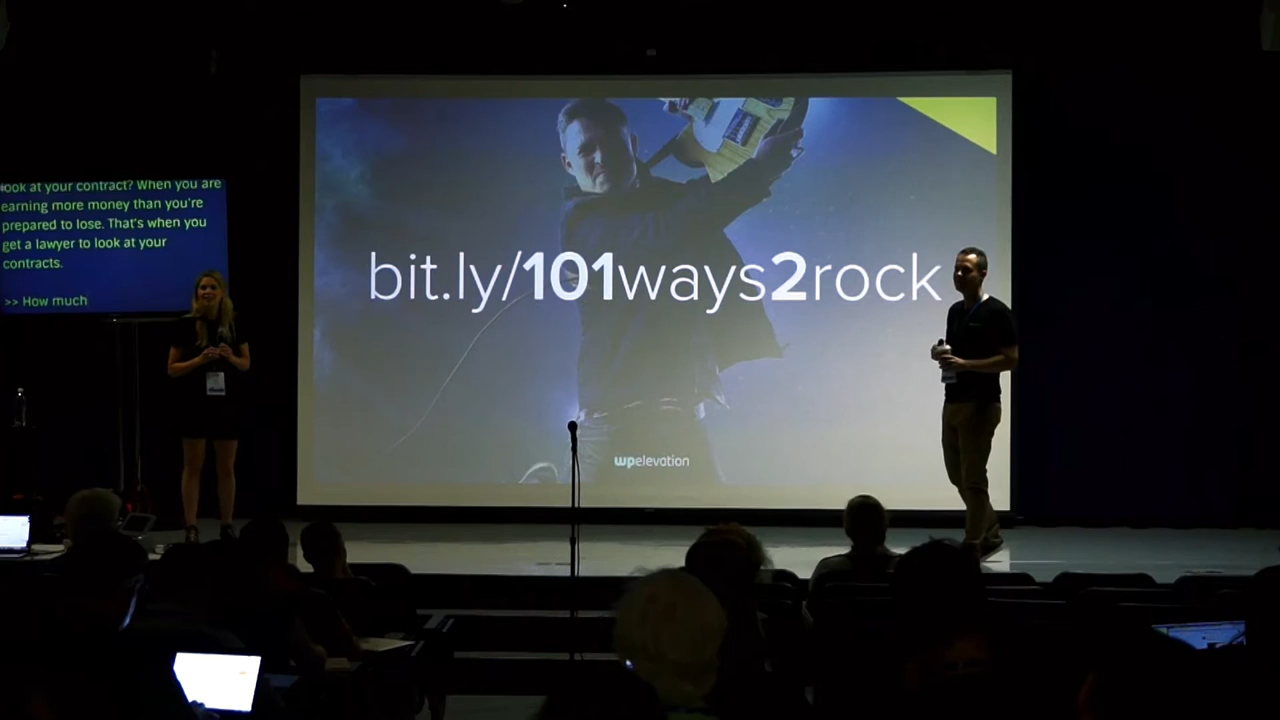 look at your contract? When you are
earning more money than you're
prepared to lose. That's when you
get a lawyer to look at your
contracts.
>> How much
bit.ly/101ways2rock
wpelevation